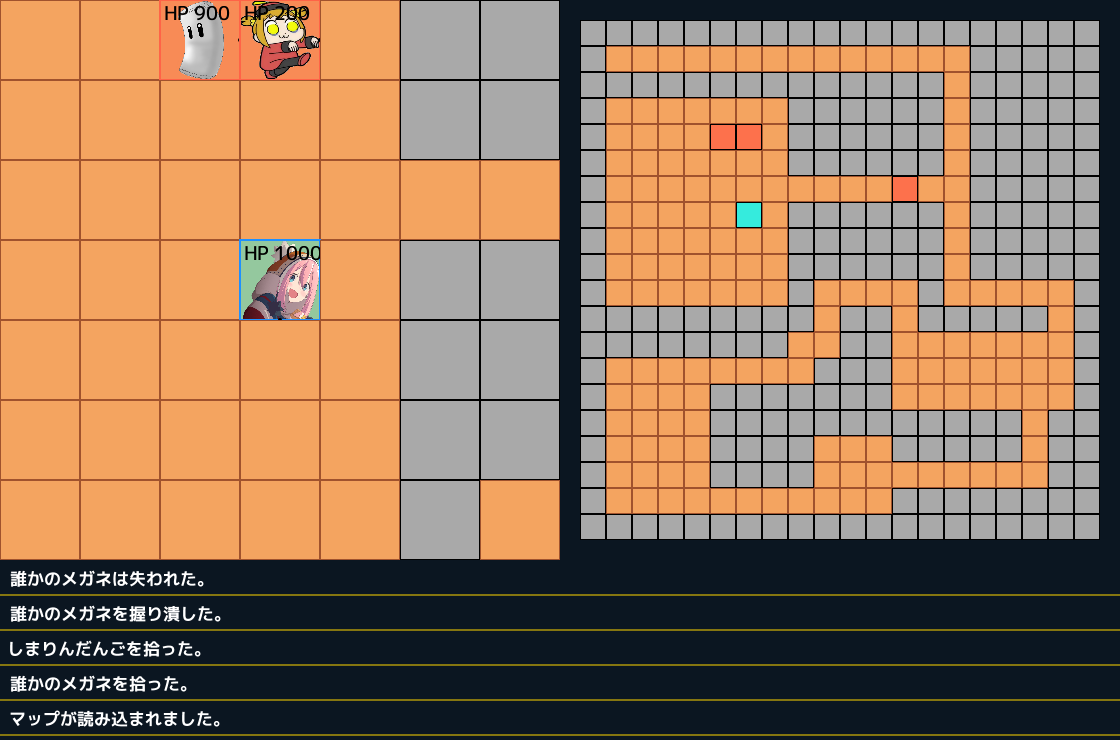 HP 900
HP 200
HP 1000
誰かのメガネは失われた。
誰かのメガネを握り潰した。
しまりんだんごを拾った。
誰かのメガネを拾った。
マップが読み込まれました。